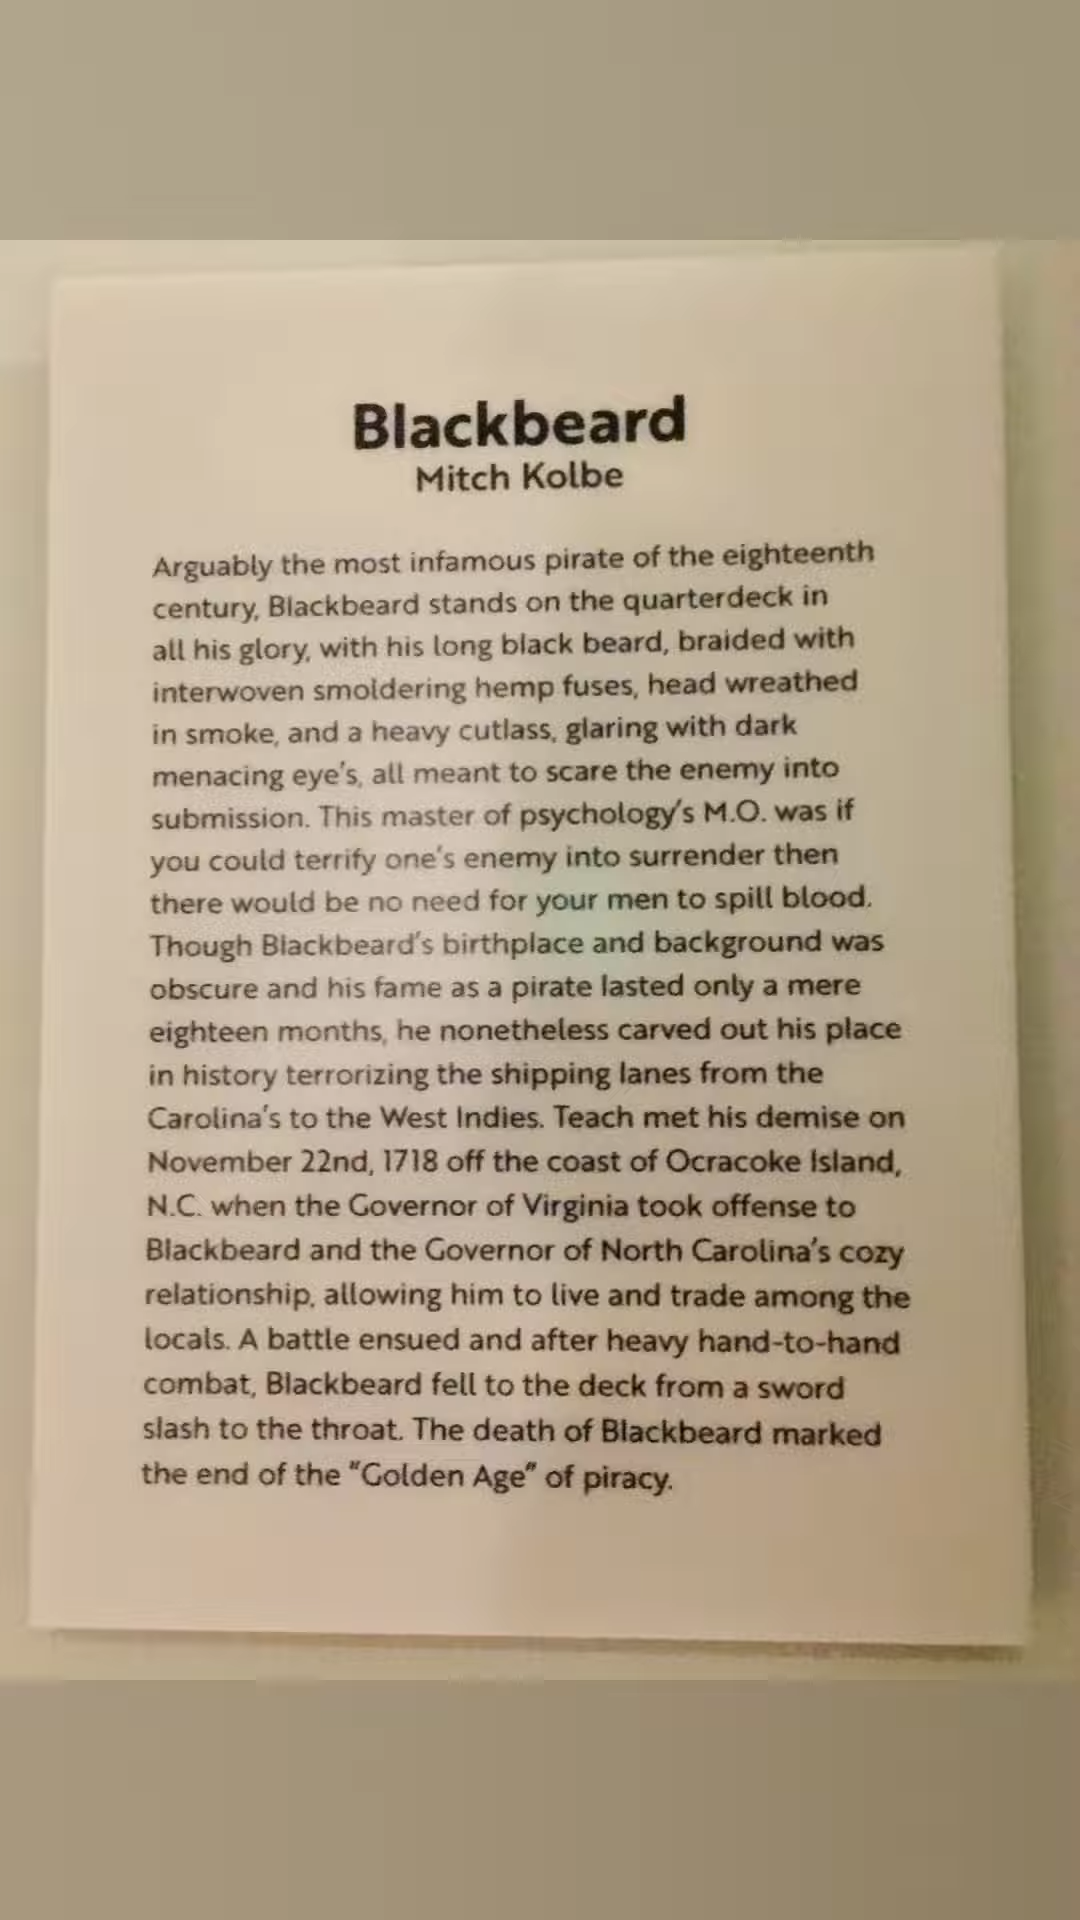 Blackbeard
Mitch Kolbe
Arguably the most infamous pirate of the eighteenth
century, Blackbeard stands on the quarterdeck in
all his glory, with his long black beard, braided with
interwoven smoldering hemp fuses, head wreathed
in smoke, and a heavy cutlass, glaring with dark
menacing eye's, all meant to scare the enemy into
submission. This master of psychology's M.O. was if
you could terrify one's enemy into surrender then
there would be no need for your men to spill blood.
Though Blackbeard's birthplace and background was
obscure and his fame as a pirate lasted only a mere
eighteen months, he nonetheless carved out his place
in history terrorizing the shipping lanes from the
Carolina's to the West Indies. Teach met his demise on
November 22nd, 1718 off the coast of Ocracoke Island,
N.C. when the Governor of Virginia took offense to
Blackbeard and the Governor of North Carolina's cozy
relationship, allowing him to live and trade among the
locals. A battle ensued and after heavy hand-to-hand
combat, Blackbeard fell to the deck from a sword
slash to the throat. The death of Blackbeard marked
the end of the "Golden Age" of piracy.